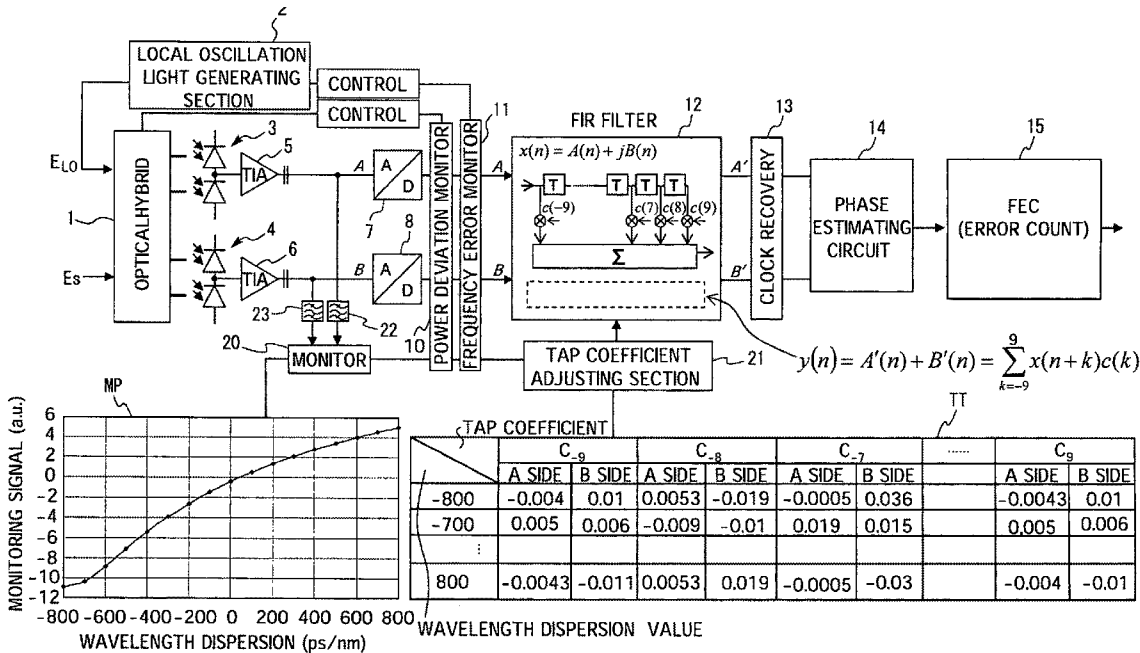 2
LOCAL OSCILLATION
LIGHT GENERATING
SECTION
CONTROL
CONTROL
11
FIR FILTER
12
13
14
15
3
5
E_LO
TIA
A
A
D
7
A
x(n) = A(n) + jB(n)
T T T T
c(-9) c(7) c(8) c(9)
Σ
A'
1
OPTICALHYBRID
4
6
8
Es
TIA
B
A
D
B
B'
POWER DEVIATION MONITOR
FREQUENCY ERROR MONITOR
CLOCK RECOVERY
PHASE
ESTIMATING
CIRCUIT
FEC
(ERROR COUNT)
23
22
10
20
MONITOR
TAP COEFFICIENT
ADJUSTING SECTION
21
y(n) = A'(n) + B'(n) = \sum_{k=-9}^{9} x(n+k)c(k)
MP
MONITORING SIGNAL (a.u.)
6
4
2
0
-2
-4
-6
-8
-10
-12
-800 -600 -400 -200 0 200 400 600 800
WAVELENGTH DISPERSION (ps/nm)
TAP COEFFICIENT
TT
C-9 C-8 C-7 ...... C9
A SIDE B SIDE A SIDE B SIDE A SIDE B SIDE A SIDE B SIDE
-800 -0.004 0.01 0.0053 -0.019 -0.0005 0.036 -0.0043 0.01
-700 0.005 0.006 -0.009 -0.01 0.019 0.015 0.005 0.006
⋮
800 -0.0043 -0.011 0.0053 0.019 -0.0005 -0.03 -0.004 -0.01
WAVELENGTH DISPERSION VALUE